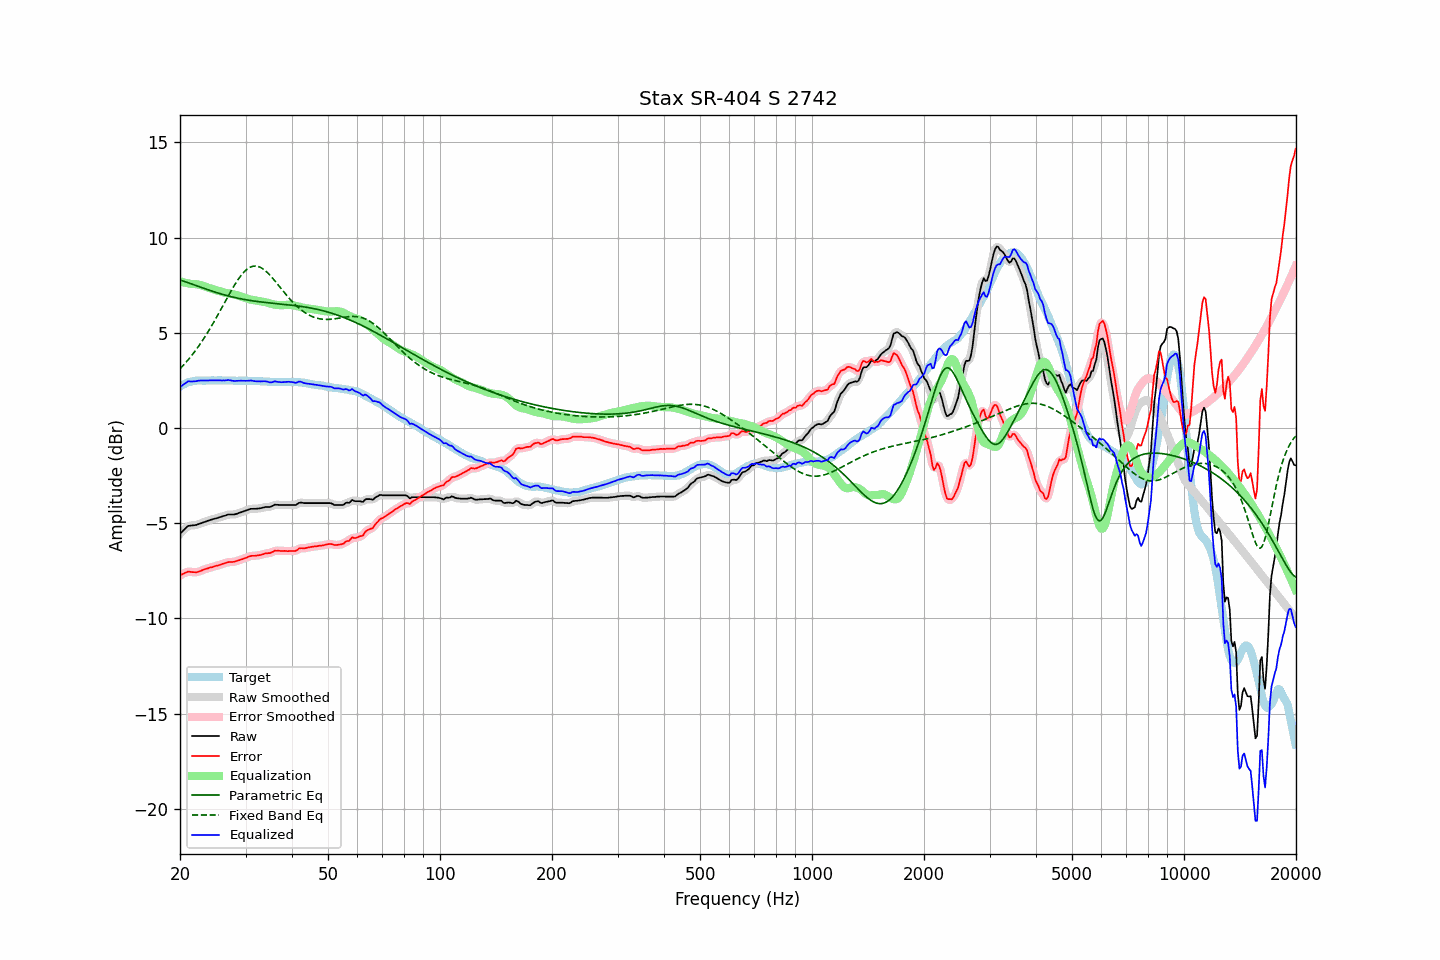 Stax SR-404 S 2742
Amplitude (dBr)
15
10
5
0
−5
−10
−15
−20
Target
Raw Smoothed
Error Smoothed
Raw
Error
Equalization
Parametric Eq
Fixed Band Eq
Equalized
20 50 100 200 500 1000 2000 5000 10000 20000
Frequency (Hz)